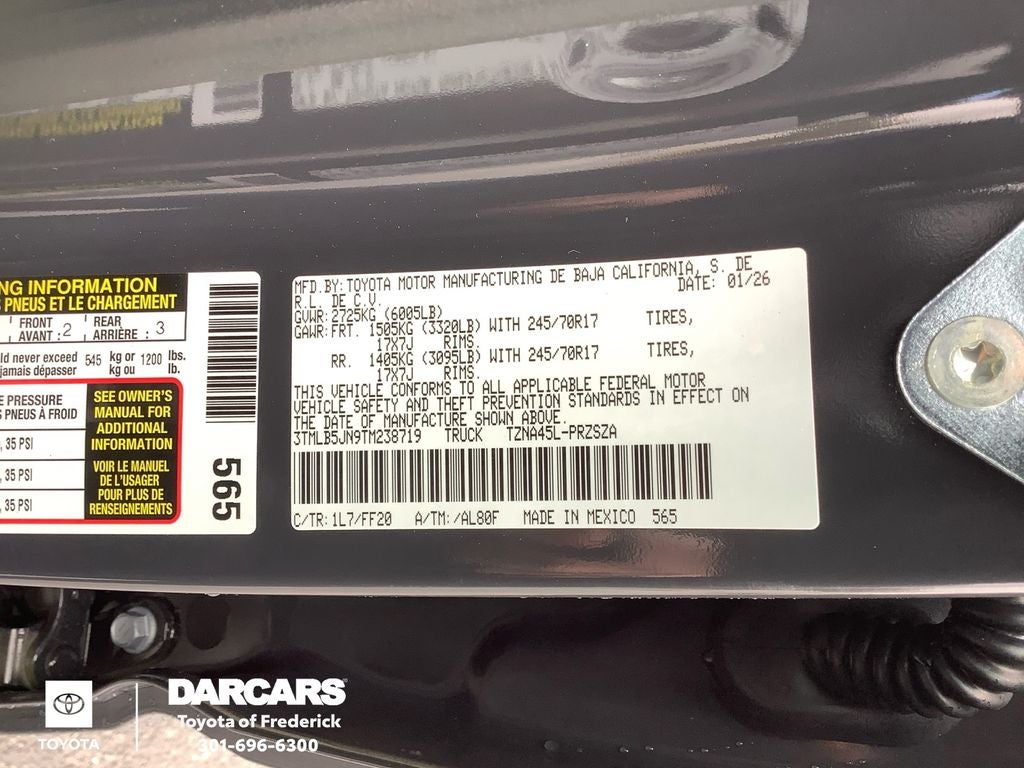 NG INFORMATION
PNEUS ET LE CHARGEMENT
FRONT 2 REAR 3
AVANT : ARRIÈRE :
ld never exceed 545 kg or 1200 lbs.
jamais dépasser kg ou lb.
E PRESSURE
PNEUS À FROID
, 35 PSI
, 35 PSI
, 35 PSI
SEE OWNER'S
MANUAL FOR
ADDITIONAL
INFORMATION
VOIR LE MANUEL
DE L'USAGER
POUR PLUS DE
RENSEIGNEMENTS
565
MFD.BY:TOYOTA MOTOR MANUFACTURING DE BAJA CALIFORNIA, S. DE
R.L. DE C.V. DATE: 01/26
GVWR: 2725KG (6005LB)
GAWR: FRT. 1505KG (3320LB) WITH 245/70R17 TIRES,
17X7J RIMS.
RR. 1405KG (3095LB) WITH 245/70R17 TIRES,
17X7J RIMS.
THIS VEHICLE CONFORMS TO ALL APPLICABLE FEDERAL MOTOR
VEHICLE SAFETY AND THEFT PREVENTION STANDARDS IN EFFECT ON
THE DATE OF MANUFACTURE SHOWN ABOVE.
3TMLB5JN9TM238719 TRUCK TZNA45L-PRZSZA
C/TR: 1L7/FF20 A/TM: /AL80F MADE IN MEXICO 565
TOYOTA
DARCARS
Toyota of Frederick
301-696-6300